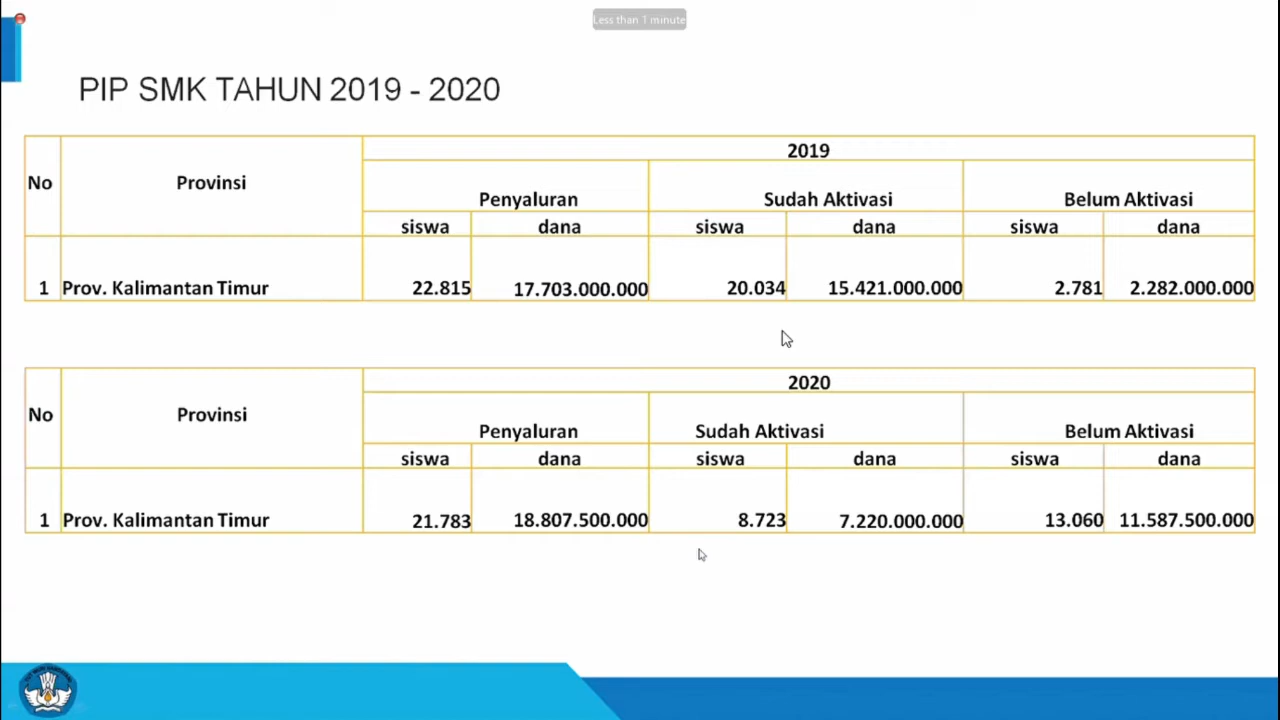 Less than 1 minute
PIP SMK TAHUN 2019 - 2020
No Provinsi 2019
Penyaluran Sudah Aktivasi Belum Aktivasi
siswa dana siswa dana siswa dana
1 Prov. Kalimantan Timur 22.815 17.703.000.000 20.034 15.421.000.000 2.781 2.282.000.000
No Provinsi 2020
Penyaluran Sudah Aktivasi Belum Aktivasi
siswa dana siswa dana siswa dana
1 Prov. Kalimantan Timur 21.783 18.807.500.000 8.723 7.220.000.000 13.060 11.587.500.000